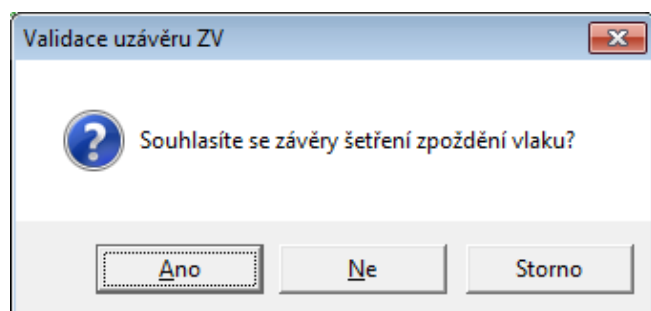 Validace uzávěru ZV
Souhlasíte se závěry šetření zpoždění vlaku?
Ano
Ne
Storno